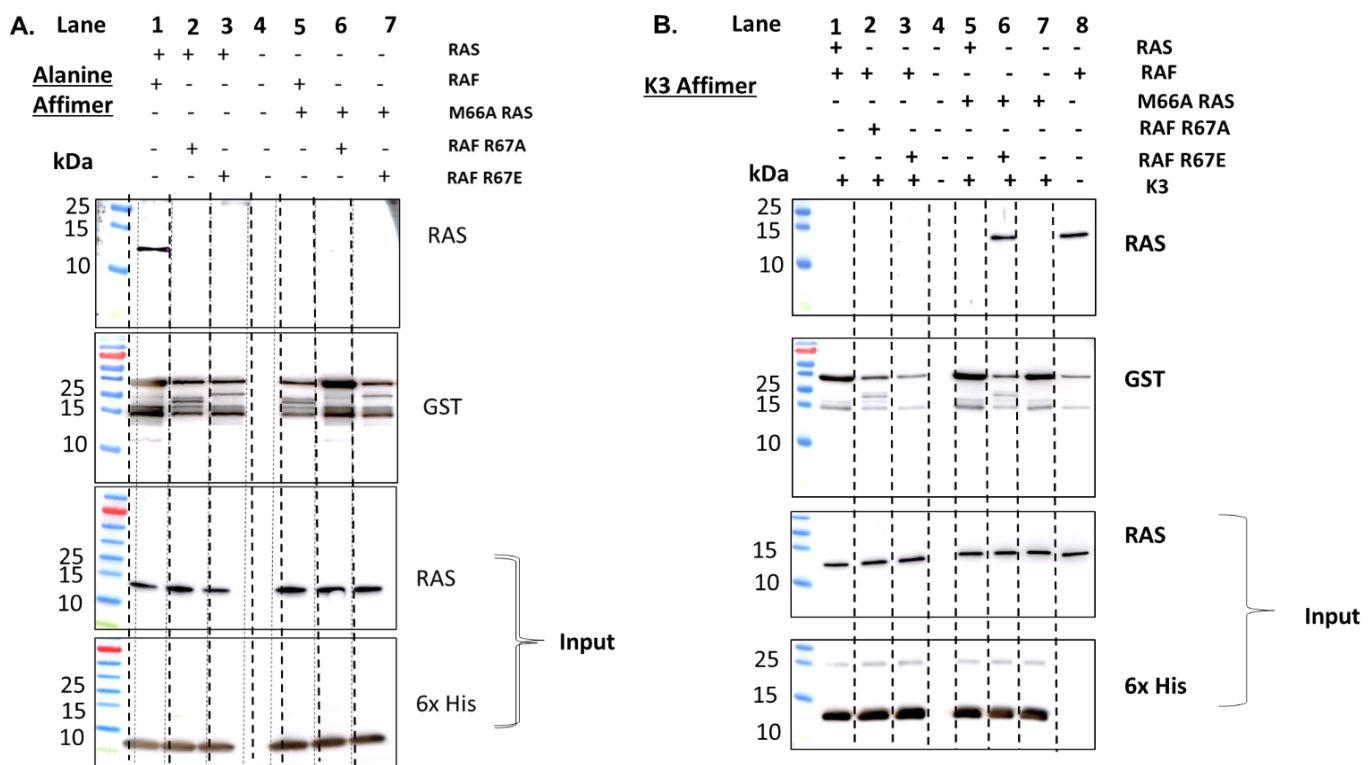 A. Lane 1 2 3 4 5 6 7
+ + + - - - - RAS
Alanine + - - - + - - RAF
Affimer - - - - + + + M66A RAS
- + - - - + - RAF R67A
kDa
- - + - - - + RAF R67E
25
15
10
RAS
25
15
10
GST
25
15
10
RAS
25
15
10
6x His
Input
B. Lane 1 2 3 4 5 6 7 8
+ - - - + - - - RAS
K3 Affimer + + + - - - - + RAF
- - - - + + + - M66A RAS
- + - - - - - - RAF R67A
- - + - - + - - RAF R67E
kDa + + + - + + + - K3
25
15
10
RAS
25
15
10
GST
15
10
RAS
25
15
10
6x His
Input